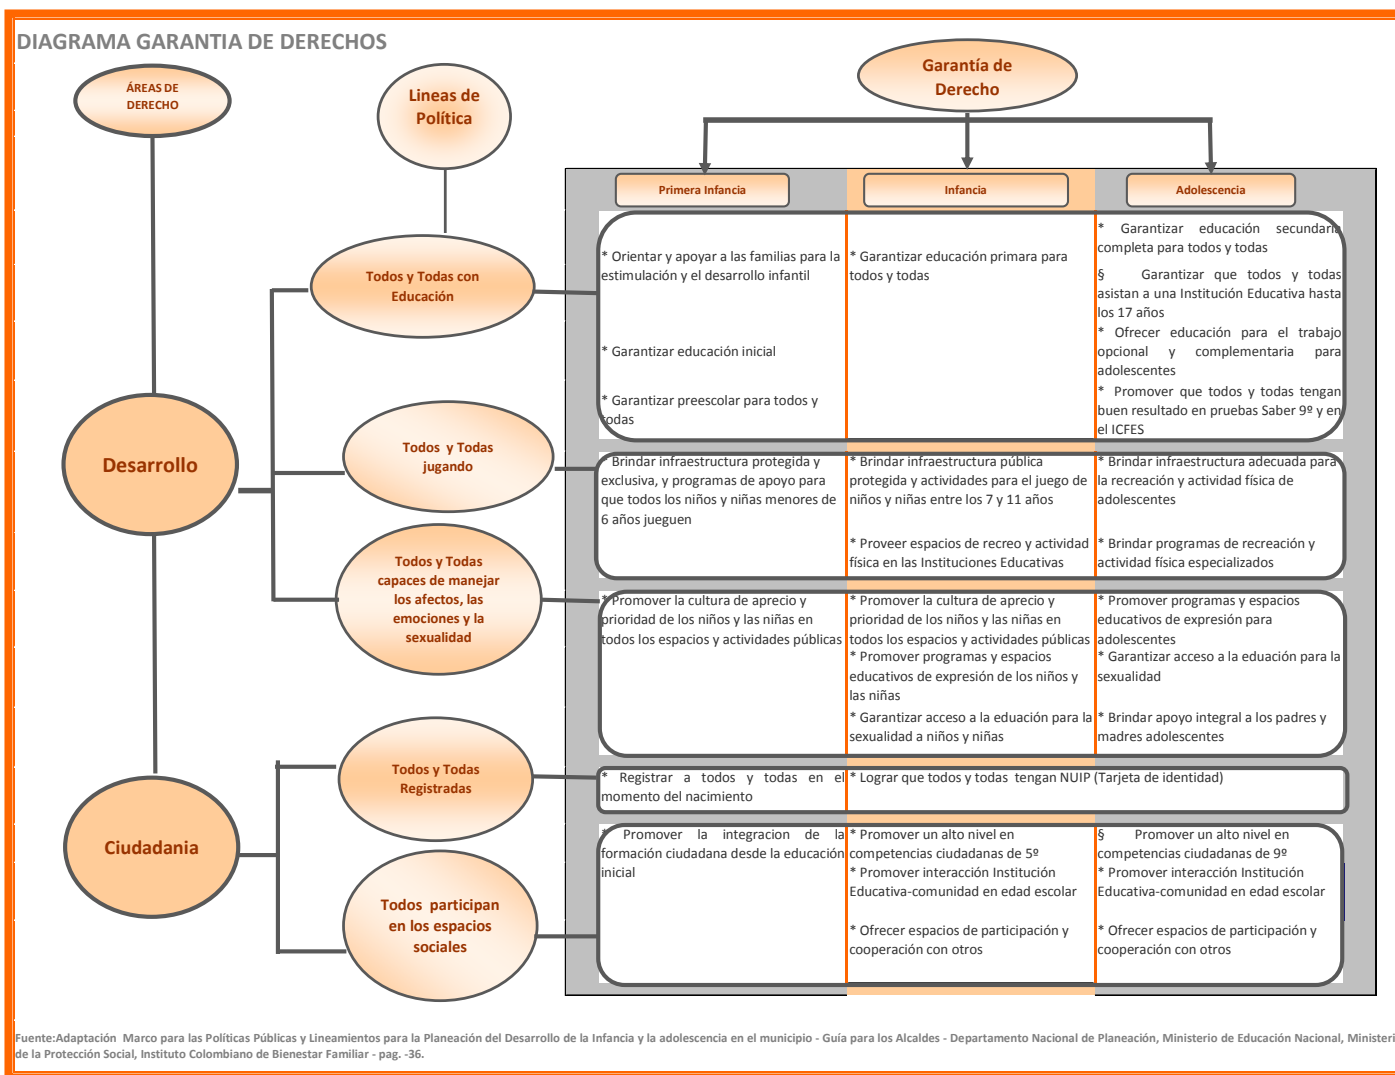 DIAGRAMA GARANTIA DE DERECHOS
ÁREAS DE
DERECHO
Lineas de
Política
Garantía de
Derecho
Primera Infancia
Infancia
Adolescencia
Desarrollo
Todos y Todas con
Educación
* Orientar y apoyar a las familias para la
estimulación y el desarrollo infantil
* Garantizar educación inicial
* Garantizar preescolar para todos y
todas
* Garantizar educación primara para
todos y todas
* Garantizar educación secundaria
completa para todos y todas
§ Garantizar que todos y todas
asistan a una Institución Educativa hasta
los 17 años
* Ofrecer educación para el trabajo
opcional y complementaria para
adolescentes
* Promover que todos y todas tengan
buen resultado en pruebas Saber 9º y en
el ICFES
Todos y Todas
jugando
* Brindar infraestructura protegida y
exclusiva, y programas de apoyo para
que todos los niños y niñas menores de
6 años jueguen
* Brindar infraestructura pública
protegida y actividades para el juego de
niños y niñas entre los 7 y 11 años
* Proveer espacios de recreo y actividad
física en las Instituciones Educativas
* Brindar infraestructura adecuada para
la recreación y actividad física de
adolescentes
* Brindar programas de recreación y
actividad física especializados
Todos y Todas
capaces de manejar
los afectos, las
emociones y la
sexualidad
* Promover la cultura de aprecio y
prioridad de los niños y las niñas en
todos los espacios y actividades públicas
* Promover la cultura de aprecio y
prioridad de los niños y las niñas en
todos los espacios y actividades públicas
* Promover programas y espacios
educativos de expresión de los niños y
las niñas
* Garantizar acceso a la eduación para la
sexualidad a niños y niñas
* Promover programas y espacios
educativos de expresión para
adolescentes
* Garantizar acceso a la eduación para la
sexualidad
* Brindar apoyo integral a los padres y
madres adolescentes
Ciudadania
Todos y Todas
Registradas
* Registrar a todos y todas en el
momento del nacimiento
* Lograr que todos y todas tengan NUIP (Tarjeta de identidad)
Todos participan
en los espacios
sociales
* Promover la integracion de la
formación ciudadana desde la educación
inicial
* Promover un alto nivel en
competencias ciudadanas de 5º
* Promover interacción Institución
Educativa-comunidad en edad escolar
* Ofrecer espacios de participación y
cooperación con otros
§ Promover un alto nivel en
competencias ciudadanas de 9º
* Promover interacción Institución
Educativa-comunidad en edad escolar
* Ofrecer espacios de participación y
cooperación con otros
Fuente:Adaptación Marco para las Políticas Públicas y Lineamientos para la Planeación del Desarrollo de la Infancia y la adolescencia en el municipio - Guía para los Alcaldes - Departamento Nacional de Planeación, Ministerio de Educación Nacional, Ministeri
de la Protección Social, Instituto Colombiano de Bienestar Familiar - pag. -36.